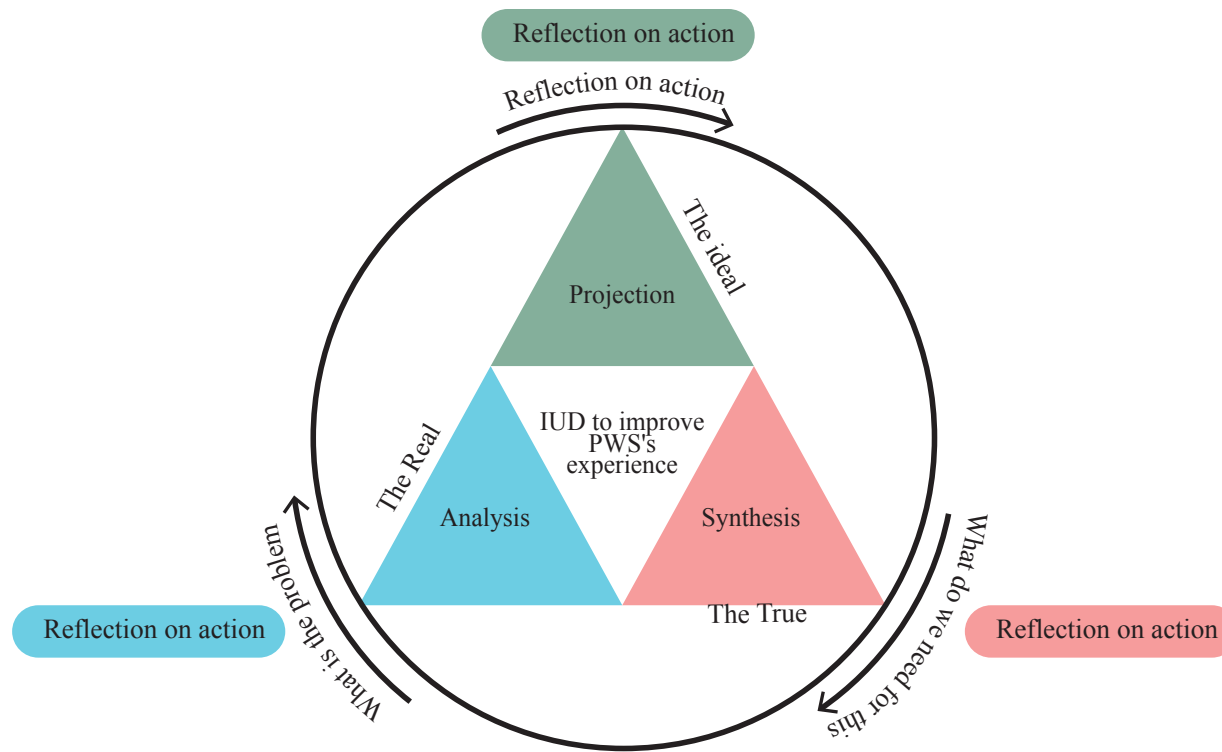 Reflection on action
Reflection on action
The ideal
Projection
IUD to improve
PWS's
experience
The Real
Analysis
Synthesis
The True
What is the problem
What do we need for this
Reflection on action
Reflection on action